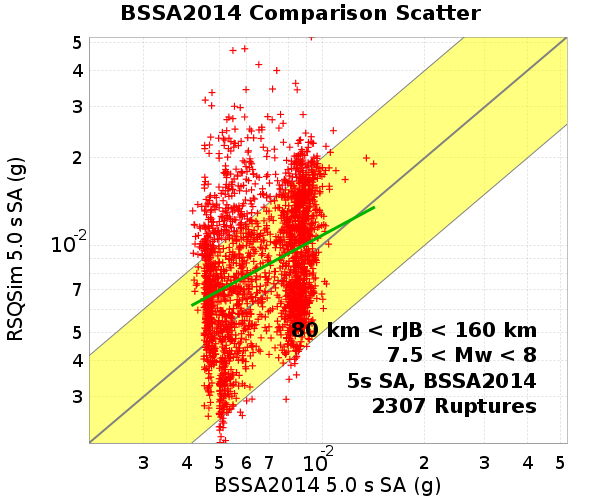 BSSA2014 Comparison Scatter
RSQSim 5.0 s SA (g)
5
4
3
2
10-2
7
5
4
3
80 km < rJB < 160 km
7.5 < Mw < 8
5s SA, BSSA2014
2307 Ruptures
3 4 5 6 7 10-2 2 3 4 5
BSSA2014 5.0 s SA (g)